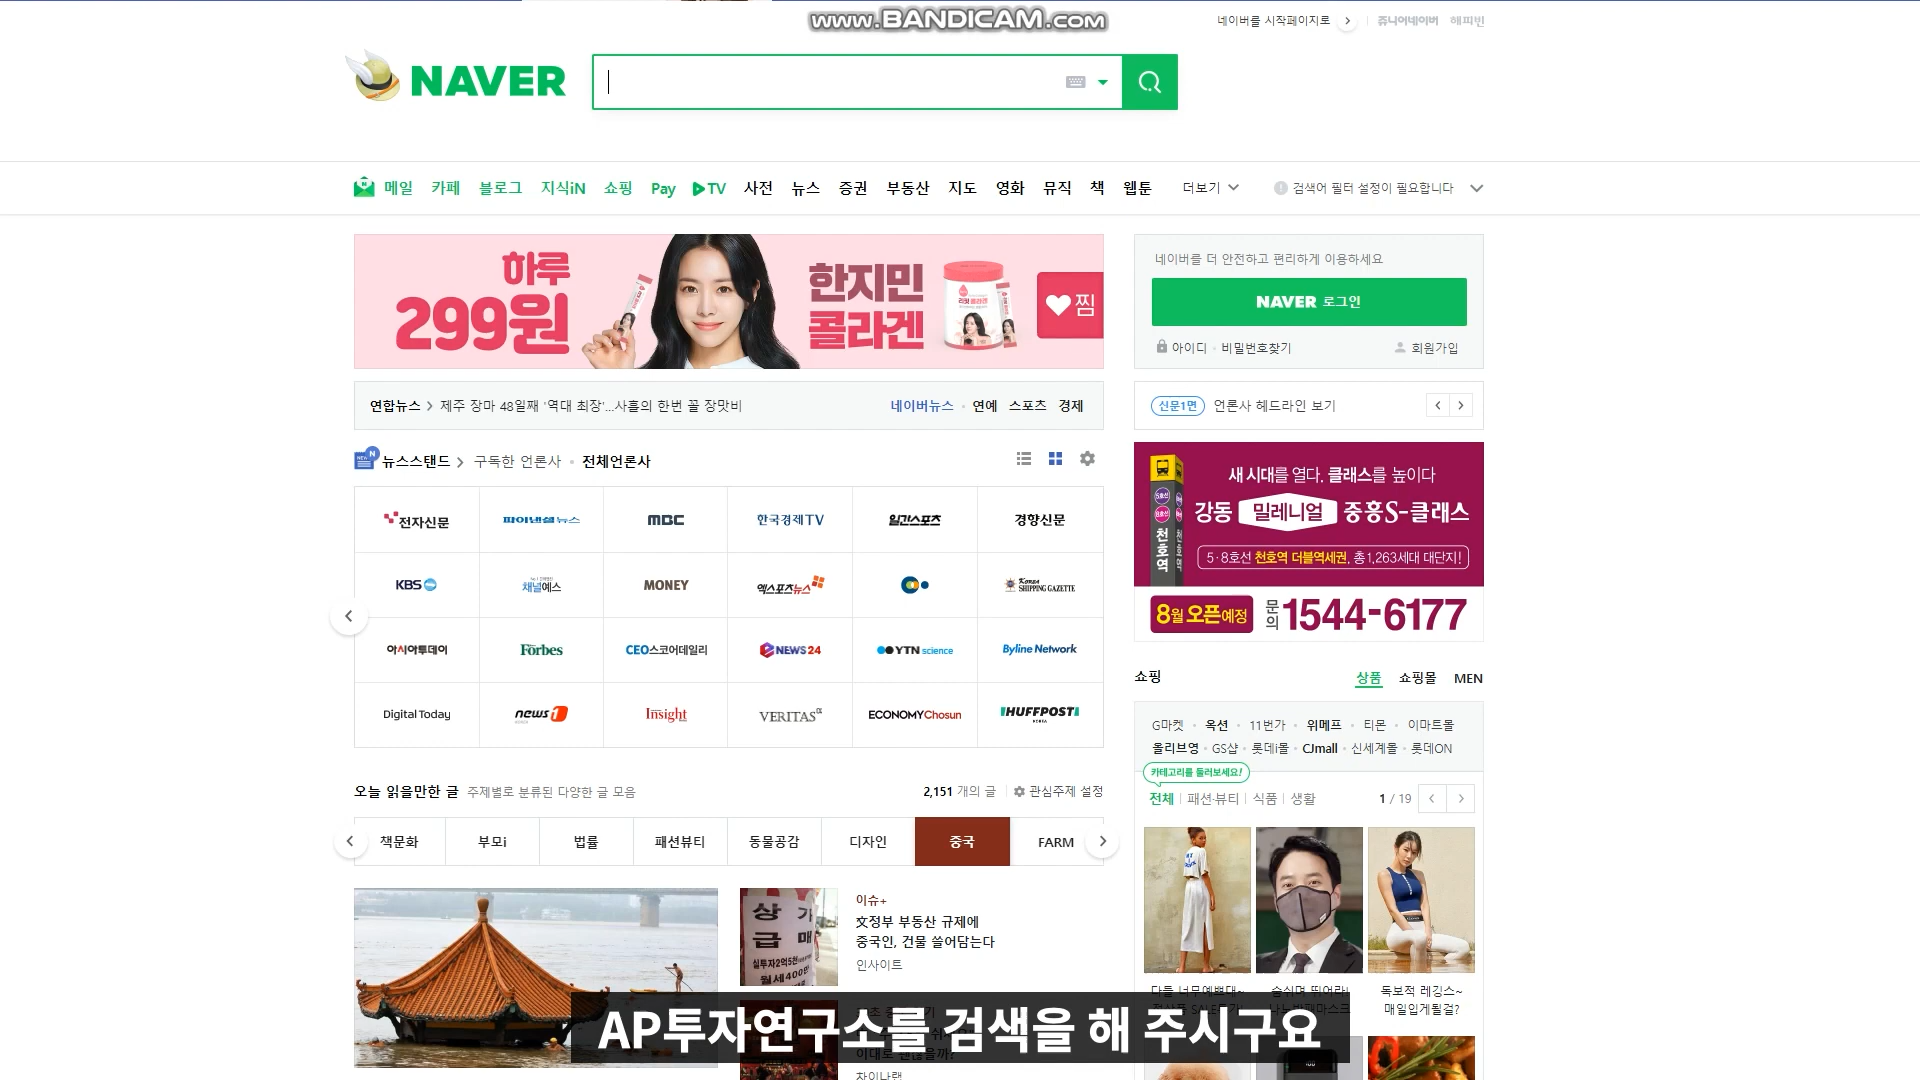 www.BANDICAM.com
네이버를 시작페이지로
쥬니어네이버 해피빈
NAVER
메일 카페 블로그 지식iN 쇼핑 Pay TV 사전 뉴스 증권 부동산 지도 영화 뮤직 책 웹툰 더보기
검색어 필터 설정이 필요합니다
하루
299원
한지민
콜라겐
찜
네이버를 더 안전하고 편리하게 이용하세요
NAVER 로그인
아이디 · 비밀번호찾기
회원가입
연합뉴스 > 제주 장마 48일째 '역대 최장'...사흘의 한번 꼴 장맛비
네이버뉴스 · 연예 스포츠 경제
신문1면 언론사 헤드라인 보기
뉴스스탠드 > 구독한 언론사 · 전체언론사
전자신문
파이낸셜뉴스
MBC
한국경제TV
일간스포츠
경향신문
KBS
채널예스
MONEY
엑스포츠뉴스
KOREA SHIPPING GAZETTE
아시아투데이
Forbes
CEO스코어데일리
eNEWS24
YTN science
Byline Network
Digital Today
news1
Insight
VERITAS α
ECONOMYChosun
HUFFPOST
KOREA
새 시대를 열다. 클래스를 높이다
강동 밀레니얼 중흥S-클래스
5·8호선 천호역 더블역세권, 총1,263세대 대단지!
천호역
8월 오픈예정 문의 1544-6177
쇼핑
상품 쇼핑몰 MEN
G마켓 · 옥션 · 11번가 · 위메프 · 티몬 · 이마트몰
올리브영 · GS샵 · 롯데i몰 · CJmall · 신세계몰 · 롯데ON
카테고리를 둘러보세요!
전체 | 패션·뷰티 | 식품 | 생활
1 / 19
오늘 읽을만한 글 주제별로 분류된 다양한 글 모음
2,151 개의 글
관심주제 설정
책문화
부모i
법률
패션뷰티
동물공감
디자인
중국
FARM
상가
급매
이슈+
文정부 부동산 규제에
중국인, 건물 쓸어담는다
인사이트
독보적 레깅스~
매일입게될걸?
AP투자연구소를 검색을 해 주시구요
차이나랩